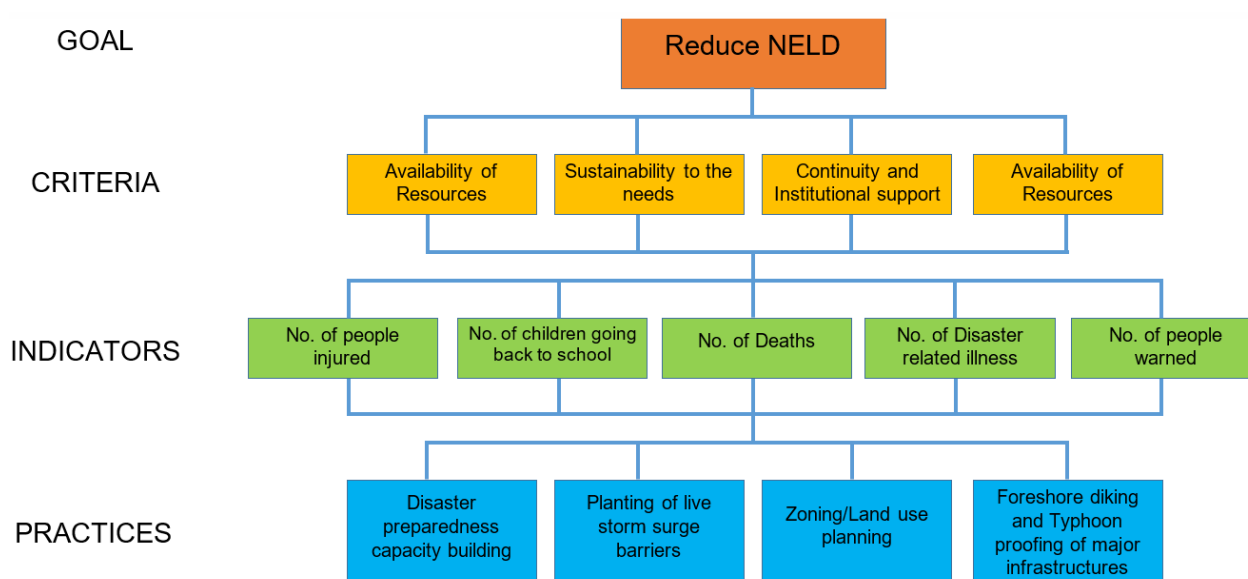 GOAL
Reduce NELD
CRITERIA
Availability of
Resources
Sustainability to the
needs
Continuity and
Institutional support
Availability of
Resources
INDICATORS
No. of people
injured
No. of children going
back to school
No. of Deaths
No. of Disaster
related illness
No. of people
warned
PRACTICES
Disaster
preparedness
capacity building
Planting of live
storm surge
barriers
Zoning/Land use
planning
Foreshore diking
and Typhoon
proofing of major
infrastructures